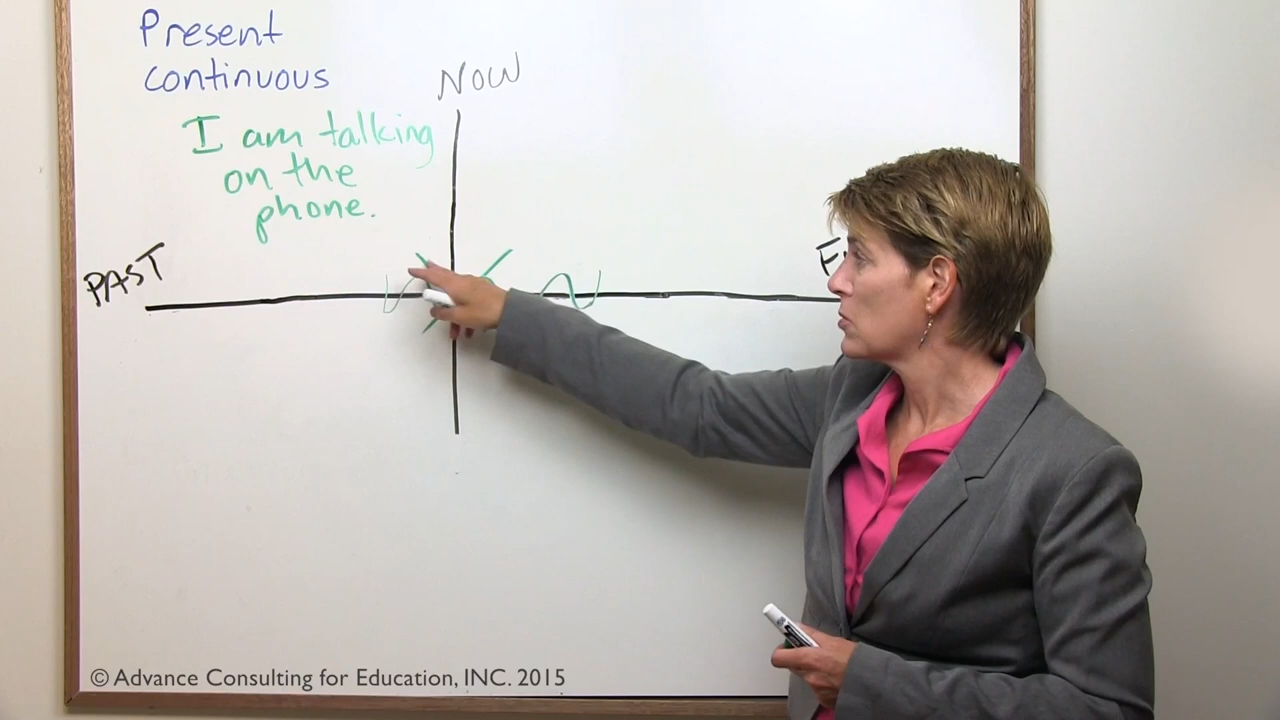 Present
continuous
Now
I am talking
on the
phone.
PAST
© Advance Consulting for Education, INC. 2015